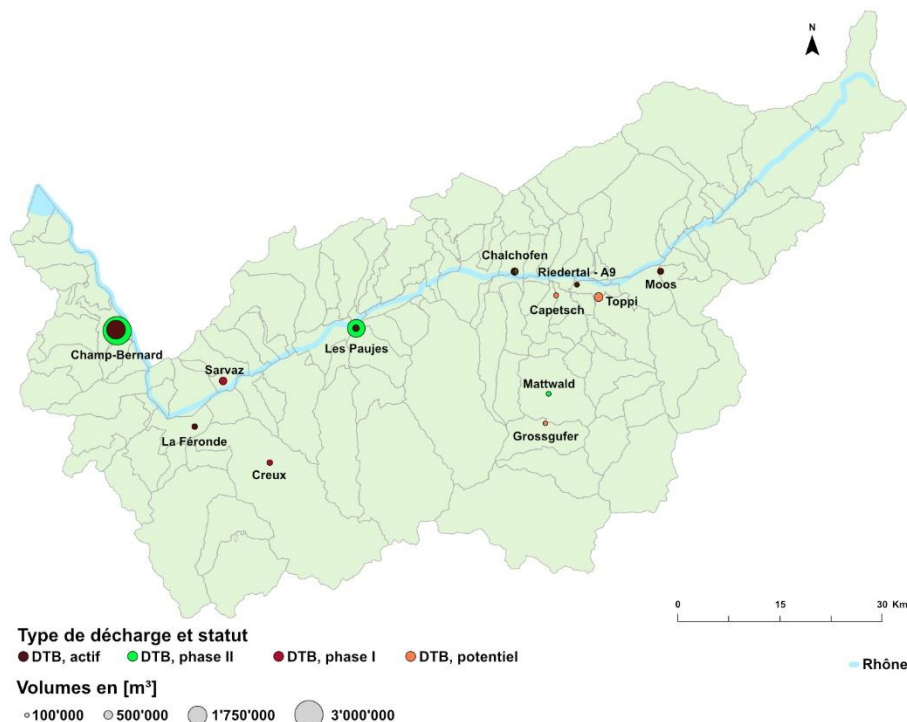 N
Chalchofen
Riedertal - A9
Moos
Capetsch
Toppi
Champ-Bernard
Les Paujes
Sarvaz
Mattwald
La Féronde
Grossgufer
Creux
0 15 30 Km
Type de décharge et statut
DTB, actif DTB, phase II DTB, phase I DTB, potentiel
Rhône
Volumes en [m³]
100'000 500'000 1'750'000 3'000'000